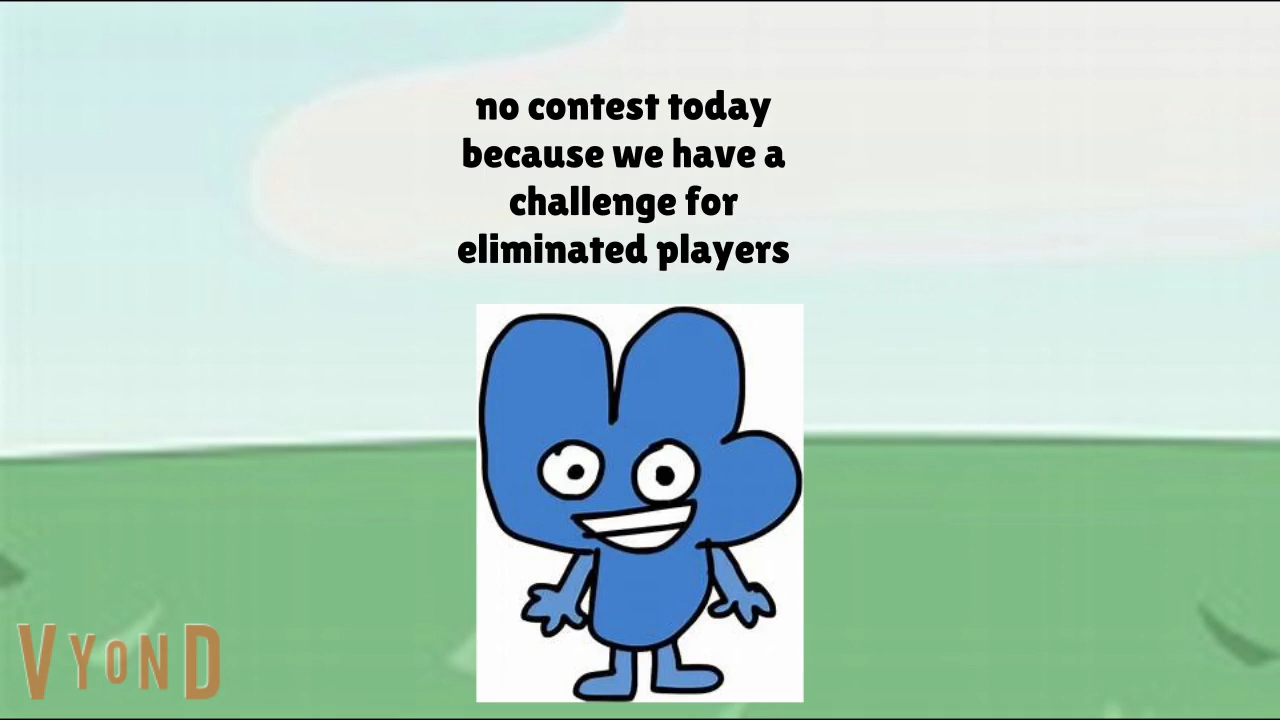 no contest today
because we have a
challenge for
eliminated players
VYOND